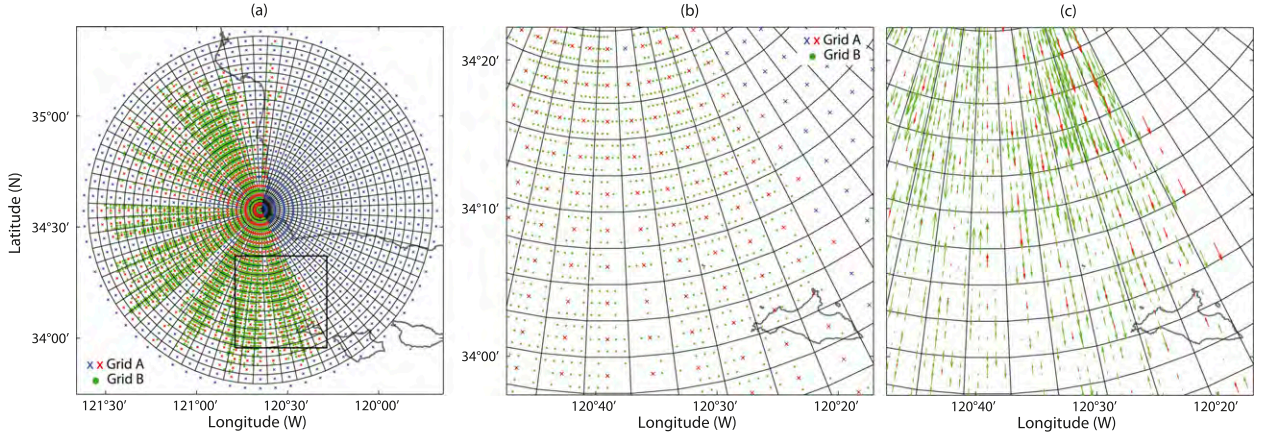 (a)
(b)
(c)
Latitude (N)
35°00′
34°30′
34°00′
x x Grid A
Grid B
121°30′
121°00′
120°30′
120°00′
Longitude (W)
34°20′
34°10′
34°00′
x x Grid A
Grid B
120°40′
120°30′
120°20′
Longitude (W)
120°40′
120°30′
120°20′
Longitude (W)